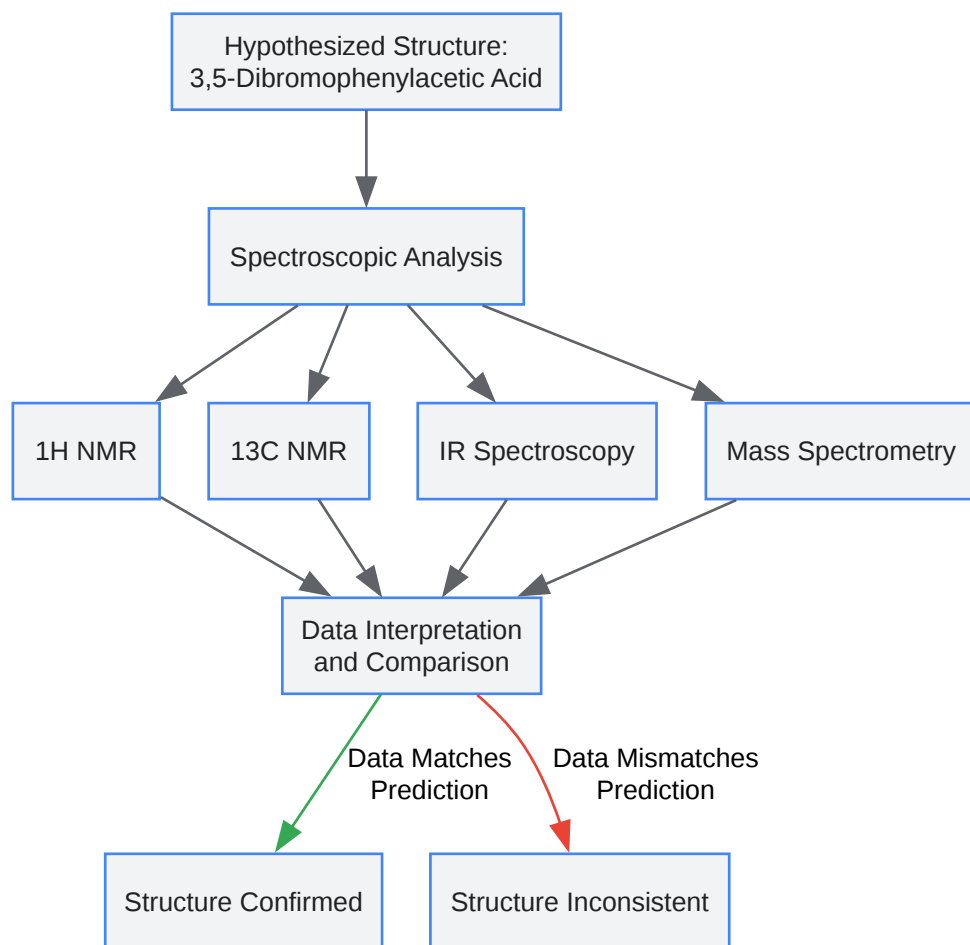 Hypothesized Structure:
3,5-Dibromophenylacetic Acid
Spectroscopic Analysis
1H NMR
13C NMR
IR Spectroscopy
Mass Spectrometry
Data Interpretation
and Comparison
Data Matches
Prediction
Data Mismatches
Prediction
Structure Confirmed
Structure Inconsistent